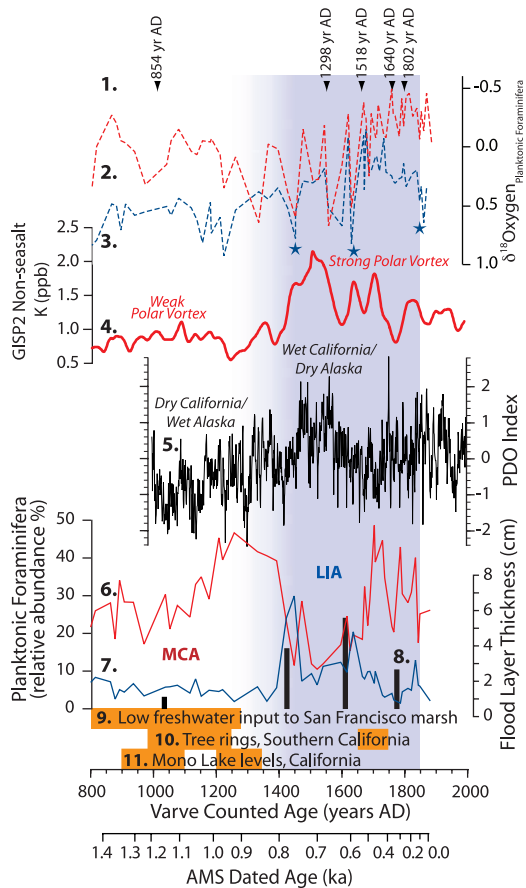 854 yr AD
1298 yr AD
1518 yr AD
1640 yr AD
1802 yr AD
1.
2.
3.
-0.5
0.0
0.5
1.0
δ18OxygenPlanktonic Foraminifera
GISP2 Non-seasalt
K (ppb)
2.5
2.0
1.5
1.0
0.5
Weak
Polar Vortex
Strong Polar Vortex
4.
Wet California/
Dry Alaska
Dry California/
Wet Alaska
5.
2
1
0
-1
-2
PDO Index
Planktonic Foraminifera
(relative abundance %)
50
40
30
20
10
0
6.
7.
MCA
LIA
8.
8
6
4
2
0
Flood Layer Thickness (cm)
9. Low freshwater input to San Francisco marsh
10. Tree rings, Southern California
11. Mono Lake levels, California
800 1000 1200 1400 1600 1800 2000
Varve Counted Age (years AD)
1.4 1.3 1.2 1.1 1.0 0.9 0.8 0.7 0.6 0.5 0.4 0.2 0.0
AMS Dated Age (ka)